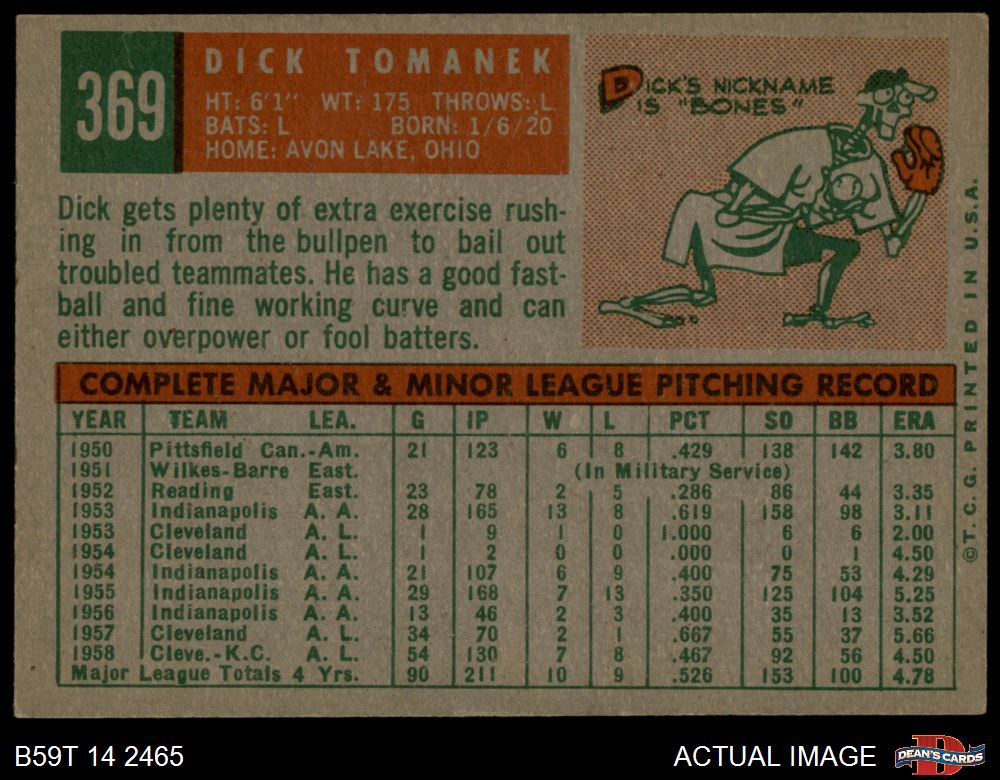 369
DICK TOMANEK
HT: 6'1" WT: 175 THROWS: L
BATS: L BORN: 1/6/20
HOME: AVON LAKE, OHIO
DICK'S NICKNAME
IS "BONES"
Dick gets plenty of extra exercise rush-
ing in from the bullpen to bail out
troubled teammates. He has a good fast-
ball and fine working curve and can
either overpower or fool batters.
COMPLETE MAJOR & MINOR LEAGUE PITCHING RECORD
YEAR TEAM LEA. G IP W L PCT SO BB ERA
1950 Pittsfield Can.-Am. 21 123 6 8 .429 138 142 3.80
1951 Wilkes-Barre East. (In Military Service)
1952 Reading East. 23 78 2 5 .286 86 44 3.35
1953 Indianapolis A. A. 28 165 13 8 .619 158 98 3.11
1953 Cleveland A. L. 1 9 1 0 1.000 6 6 2.00
1954 Cleveland A. L. 1 2 0 0 .000 0 1 4.50
1954 Indianapolis A. A. 21 107 6 9 .400 75 53 4.29
1955 Indianapolis A. A. 29 168 7 13 .350 125 104 5.25
1956 Indianapolis A. A. 13 46 2 3 .400 35 13 3.52
1957 Cleveland A. L. 34 70 2 1 .667 55 37 5.66
1958 Cleve.-K.C. A. L. 54 130 7 8 .467 92 56 4.50
Major League Totals 4 Yrs. 90 211 10 9 .526 153 100 4.78
©T. C. G. PRINTED IN U.S.A.
B59T 14 2465
ACTUAL IMAGE
DEAN'S CARDS